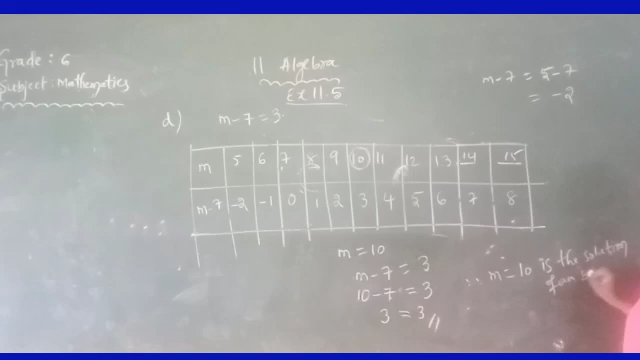 Grade : 6
Subject : Mathematics
11 Algebra
Ex 11.5
m-7 = 5-7
= -2
d) m-7 = 3
m 5 6 7 8 9 10 11 12 13 14 15
m-7 -2 -1 0 1 2 3 4 5 6 7 8
m = 10
m-7 = 3
10-7 = 3
3 = 3 //
∴ m = 10 is the solution